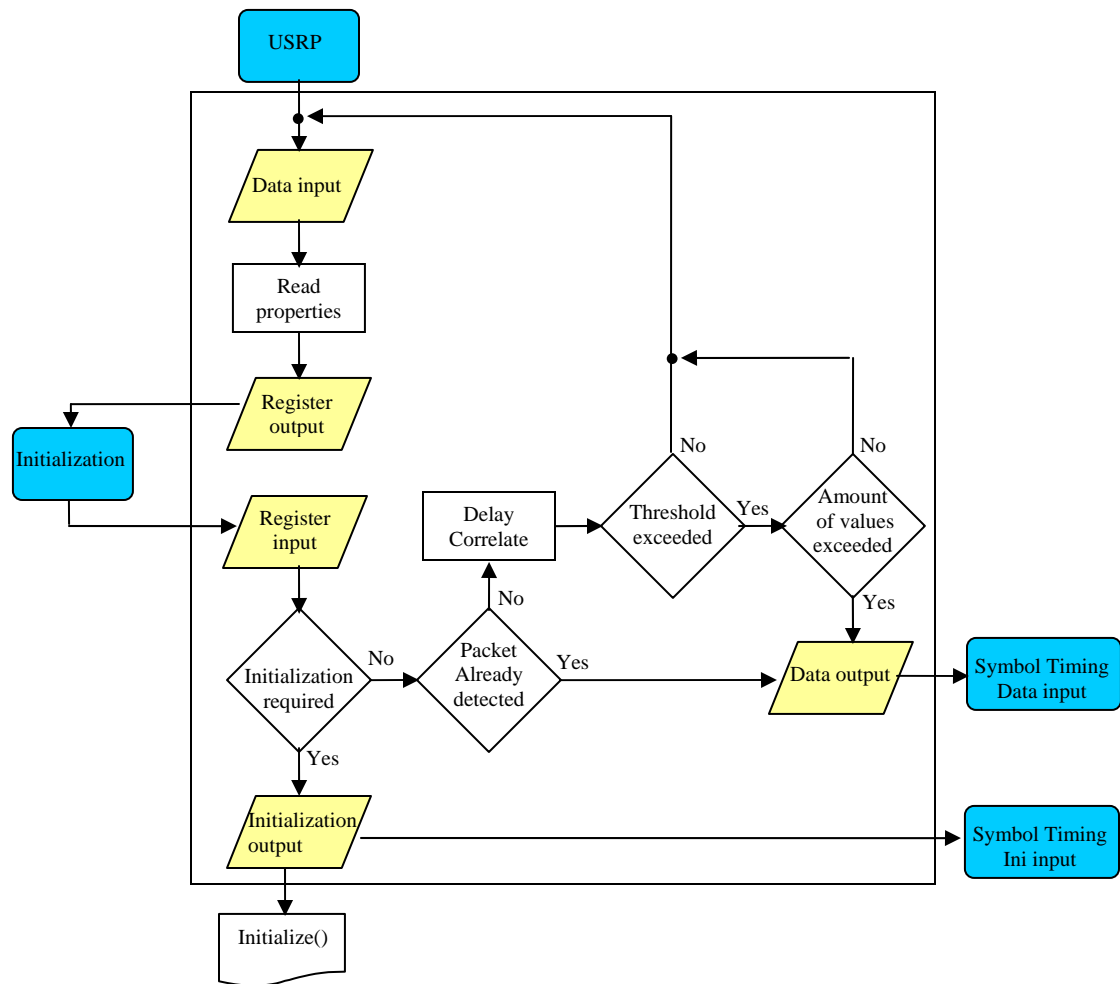 USRP
Data input
Read
properties
Register
output
Initialization
Register
input
Delay
Correlate
No
Threshold
exceeded
Yes
No
Amount
of values
exceeded
Yes
No
Initialization
required
No
Packet
Already
detected
Yes
Data output
Symbol Timing
Data input
Yes
Initialization
output
Symbol Timing
Ini input
Initialize()